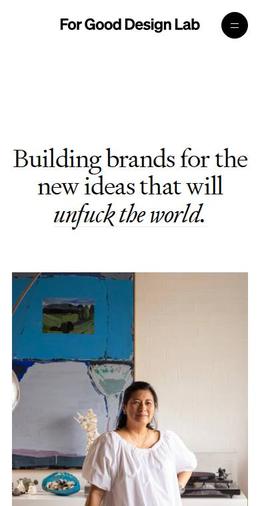 For Good Design Lab
Building brands for the
new ideas that will
unfuck the world.